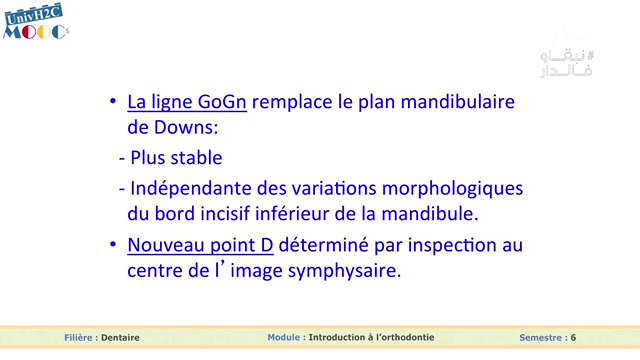 UnivH2C
MOOCs
#نبقاو
فالدار
• La ligne GoGn remplace le plan mandibulaire
de Downs:
- Plus stable
- Indépendante des variations morphologiques
du bord incisif inférieur de la mandibule.
• Nouveau point D déterminé par inspection au
centre de l’image symphysaire.
Filière : Dentaire
Module : Introduction à l’orthodontie
Semestre : 6